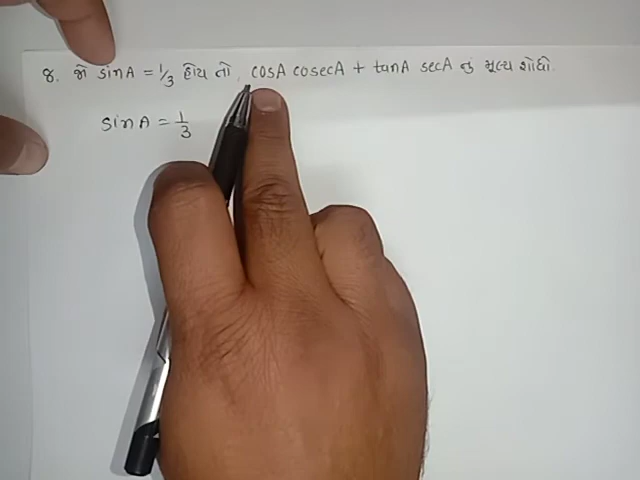 ૪. જો sinA = 1/3 હોય તો, cosA cosecA + tanA secA નું મૂલ્ય શોધો.
sinA = 1/3